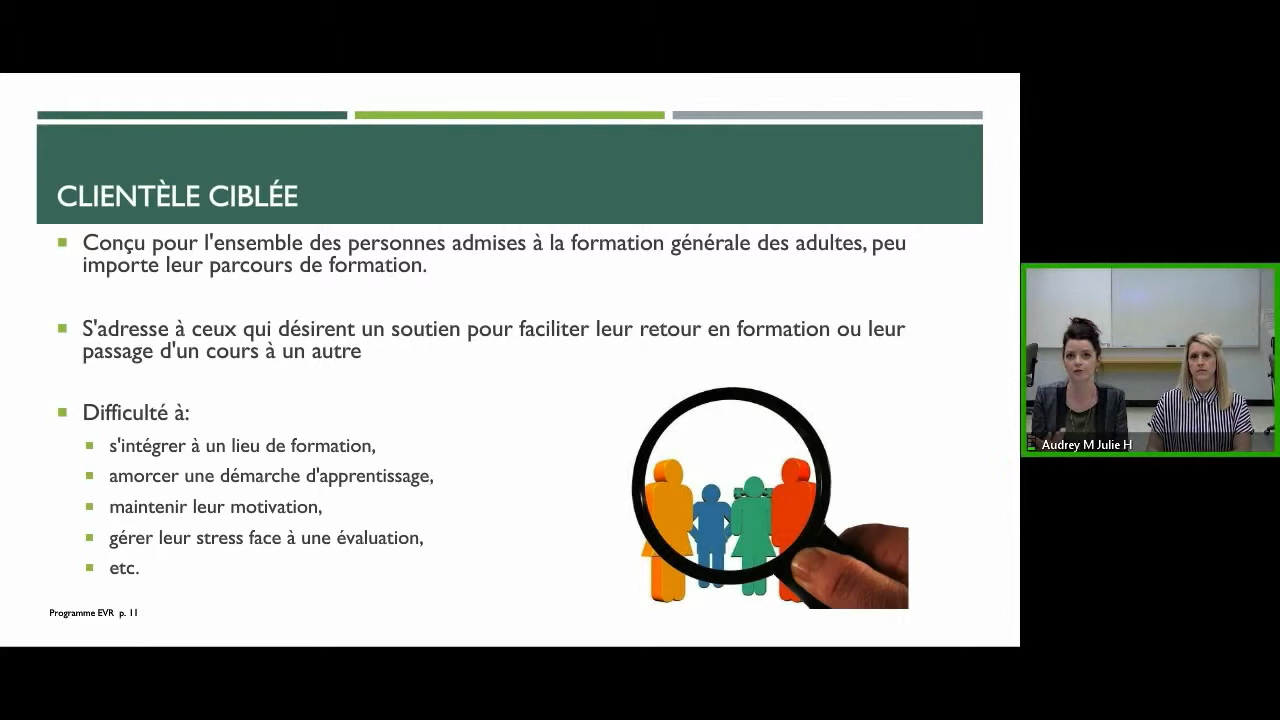 CLIENTÈLE CIBLÉE
Conçu pour l'ensemble des personnes admises à la formation générale des adultes, peu
importe leur parcours de formation.
S'adresse à ceux qui désirent un soutien pour faciliter leur retour en formation ou leur
passage d'un cours à un autre
Difficulté à:
s'intégrer à un lieu de formation,
amorcer une démarche d'apprentissage,
maintenir leur motivation,
gérer leur stress face à une évaluation,
etc.
Programme EVR p. 11
Audrey M Julie H